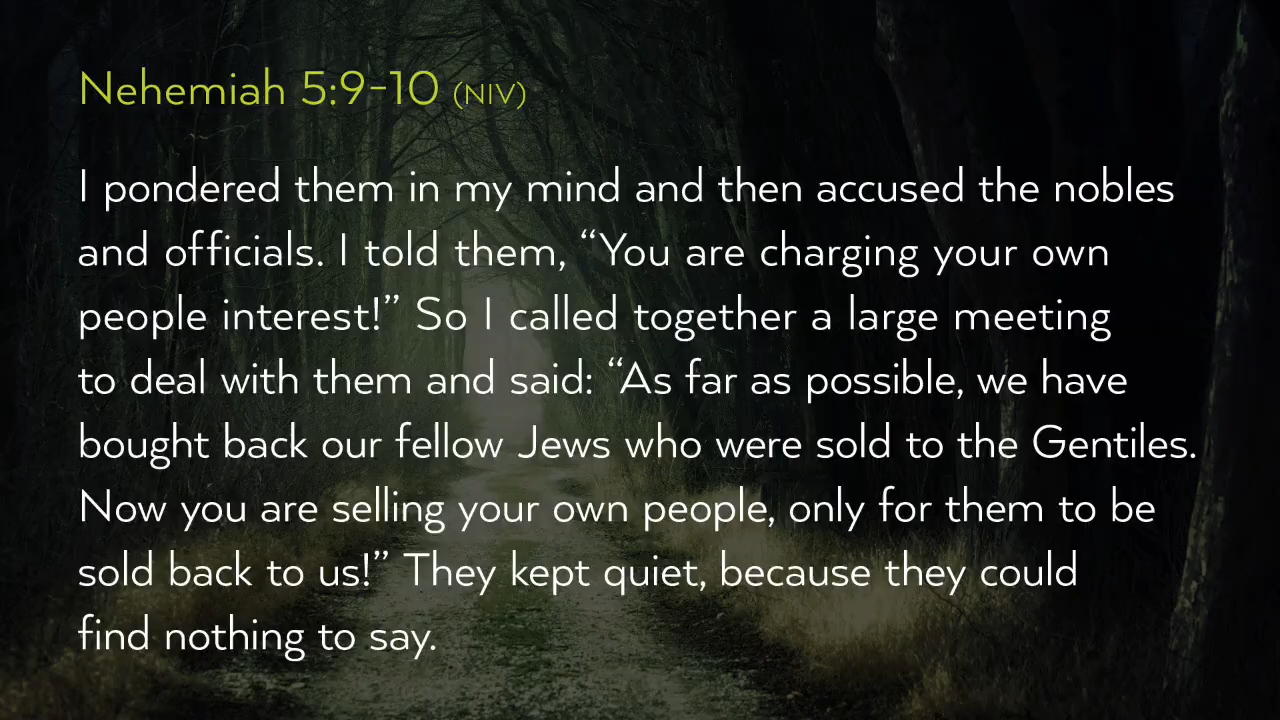 Nehemiah 5:9–10 (NIV)
I pondered them in my mind and then accused the nobles
and officials. I told them, “You are charging your own
people interest!” So I called together a large meeting
to deal with them and said: “As far as possible, we have
bought back our fellow Jews who were sold to the Gentiles.
Now you are selling your own people, only for them to be
sold back to us!” They kept quiet, because they could
find nothing to say.